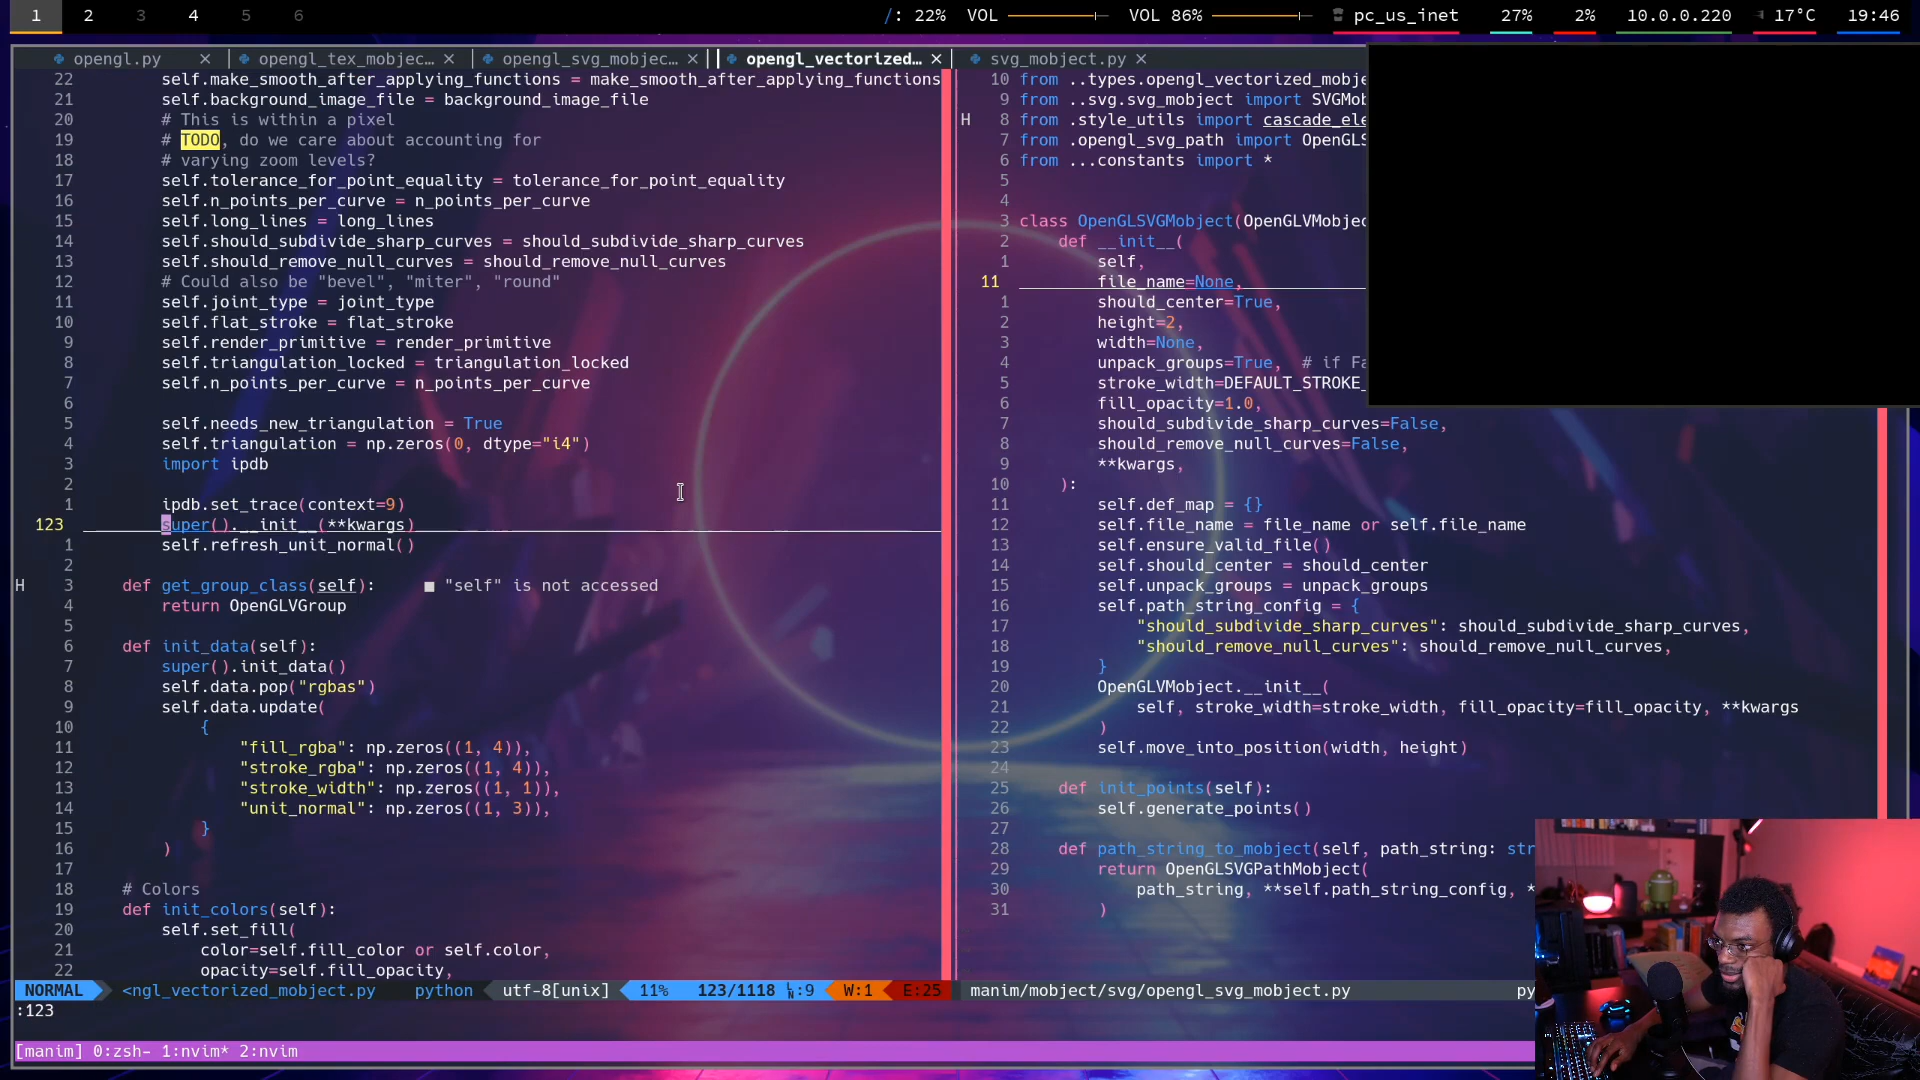 1 2 3 4 5 6 /: 22% VOL VOL 86% pc_us_inet 27% 2% 10.0.0.220 17°C 19:46
opengl.py × opengl_tex_mobjec… × opengl_svg_mobjec… × opengl_vectorized… × svg_mobject.py ×
22 self.make_smooth_after_applying_functions = make_smooth_after_applying_functions
21 self.background_image_file = background_image_file
20 # This is within a pixel
19 # TODO, do we care about accounting for
18 # varying zoom levels?
17 self.tolerance_for_point_equality = tolerance_for_point_equality
16 self.n_points_per_curve = n_points_per_curve
15 self.long_lines = long_lines
14 self.should_subdivide_sharp_curves = should_subdivide_sharp_curves
13 self.should_remove_null_curves = should_remove_null_curves
12 # Could also be "bevel", "miter", "round"
11 self.joint_type = joint_type
10 self.flat_stroke = flat_stroke
9 self.render_primitive = render_primitive
8 self.triangulation_locked = triangulation_locked
7 self.n_points_per_curve = n_points_per_curve
6
5 self.needs_new_triangulation = True
4 self.triangulation = np.zeros(0, dtype="i4")
3 import ipdb
2
1 ipdb.set_trace(context=9)
123 super().__init__(**kwargs)
1 self.refresh_unit_normal()
2
H 3 def get_group_class(self): ■ "self" is not accessed
4 return OpenGLVGroup
5
6 def init_data(self):
7 super().init_data()
8 self.data.pop("rgbas")
9 self.data.update(
10 {
11 "fill_rgba": np.zeros((1, 4)),
12 "stroke_rgba": np.zeros((1, 4)),
13 "stroke_width": np.zeros((1, 1)),
14 "unit_normal": np.zeros((1, 3)),
15 }
16 )
17
18 # Colors
19 def init_colors(self):
20 self.set_fill(
21 color=self.fill_color or self.color,
22 opacity=self.fill_opacity,
10 from ..types.opengl_vectorized_mobje
9 from ..svg.svg_mobject import SVGMob
H 8 from .style_utils import cascade_ele
7 from .opengl_svg_path import OpenGLS
6 from ...constants import *
5
4
3 class OpenGLSVGMobject(OpenGLVMobjec
2 def __init__(
1 self,
11 file_name=None,
1 should_center=True,
2 height=2,
3 width=None,
4 unpack_groups=True, # if Fa
5 stroke_width=DEFAULT_STROKE_
6 fill_opacity=1.0,
7 should_subdivide_sharp_curves=False,
8 should_remove_null_curves=False,
9 **kwargs,
10 ):
11 self.def_map = {}
12 self.file_name = file_name or self.file_name
13 self.ensure_valid_file()
14 self.should_center = should_center
15 self.unpack_groups = unpack_groups
16 self.path_string_config = {
17 "should_subdivide_sharp_curves": should_subdivide_sharp_curves,
18 "should_remove_null_curves": should_remove_null_curves,
19 }
20 OpenGLVMobject.__init__(
21 self, stroke_width=stroke_width, fill_opacity=fill_opacity, **kwargs
22 )
23 self.move_into_position(width, height)
24
25 def init_points(self):
26 self.generate_points()
27
28 def path_string_to_mobject(self, path_string: str
29 return OpenGLSVGPathMobject(
30 path_string, **self.path_string_config, *
31 )
NORMAL <ngl_vectorized_mobject.py python utf-8[unix] 11% 123/1118 :9 W:1 E:25 manim/mobject/svg/opengl_svg_mobject.py py
:123
[manim] 0:zsh- 1:nvim* 2:nvim